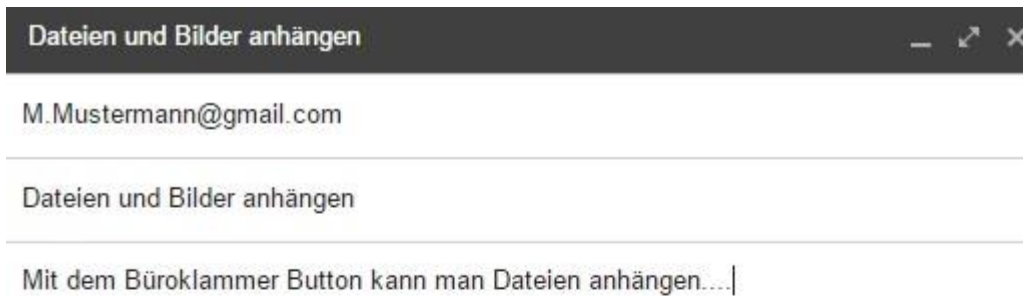 Dateien und Bilder anhängen
M.Mustermann@gmail.com
Dateien und Bilder anhängen
Mit dem Büroklammer Button kann man Dateien anhängen....